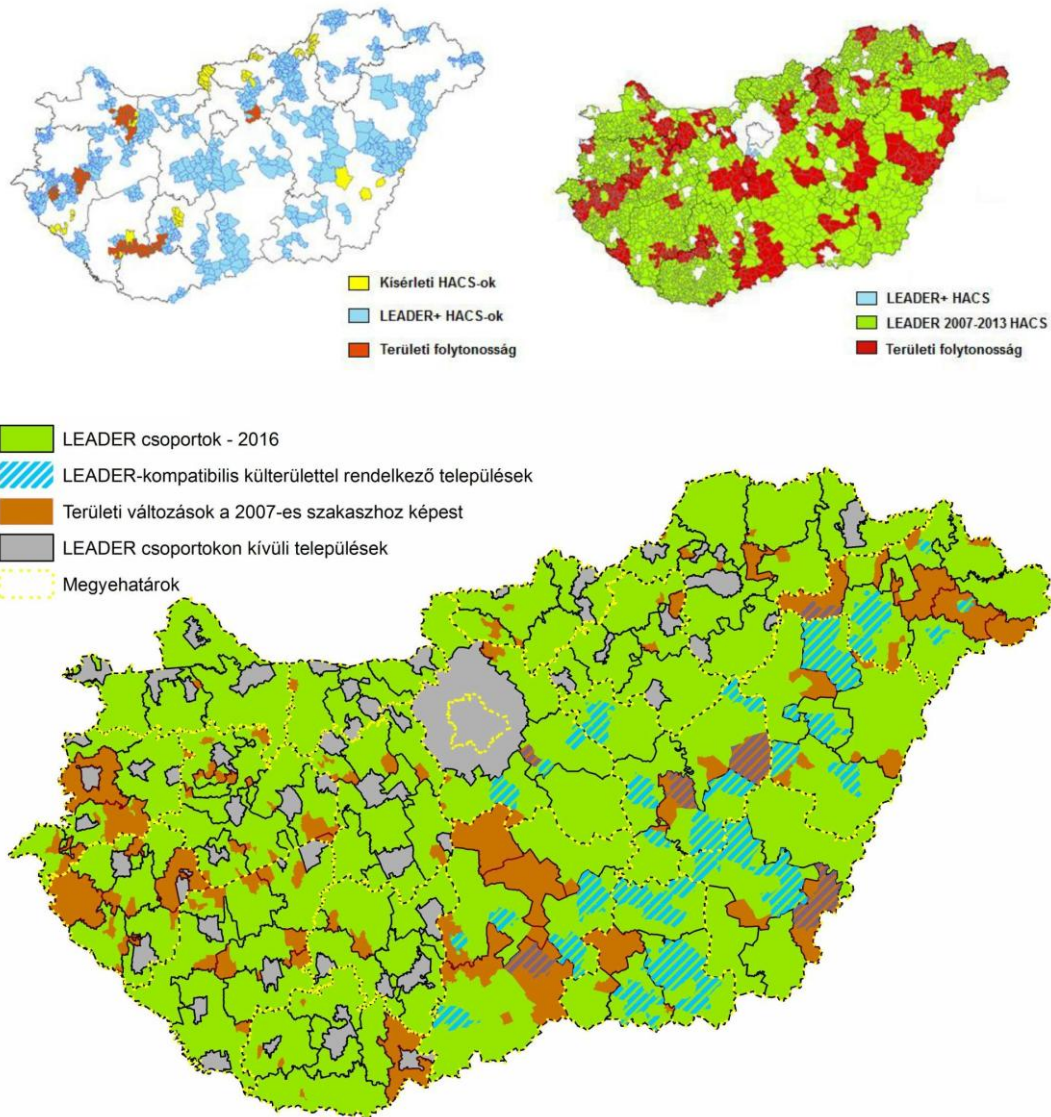 Kísérleti HACS-ok
LEADER+ HACS-ok
Területi folytonosság
LEADER+ HACS
LEADER 2007-2013 HACS
Területi folytonosság
LEADER csoportok - 2016
LEADER-kompatibilis külterülettel rendelkező települések
Területi változások a 2007-es szakaszhoz képest
LEADER csoportokon kívüli települések
Megyehatárok